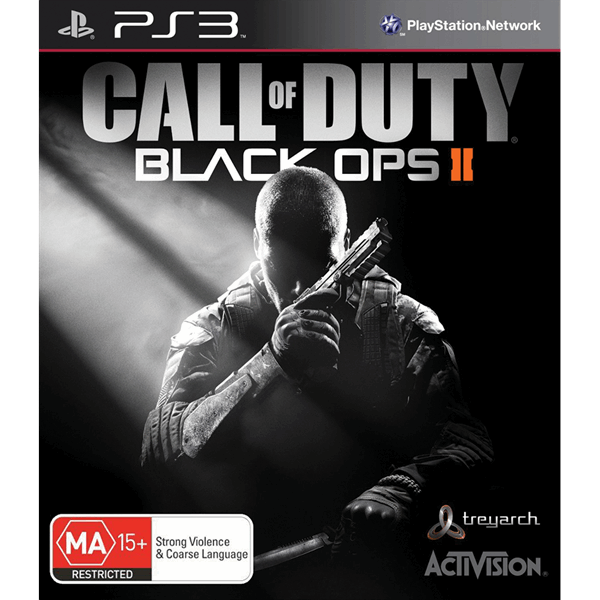 PS3
PlayStation®Network
CALL OF DUTY®
BLACK OPS II
MA 15+
RESTRICTED
Strong Violence
& Coarse Language
treyarch
ACTIVISION®